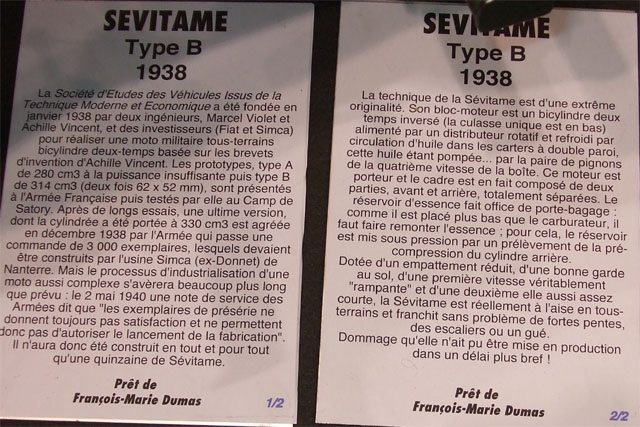 SEVITAME
Type B
1938
La Société d'Etudes des Véhicules Issus de la
Technique Moderne et Economique a été fondée en
janvier 1938 par deux ingénieurs, Marcel Violet et
Achille Vincent, et des investisseurs (Fiat et Simca)
pour réaliser une moto militaire tous-terrains
bicylindre deux-temps basée sur les brevets
d'invention d'Achille Vincent. Les prototypes, type A
de 280 cm3 à la puissance insuffisante puis type B
de 314 cm3 (deux fois 62 x 52 mm), sont présentés
à l'Armée Française puis testés par elle au Camp de
Satory. Après de longs essais, une ultime version,
dont la cylindrée a été portée à 330 cm3 est agréée
en décembre 1938 par l'Armée qui passe une
commande de 3 000 exemplaires, lesquels devaient
être construits par l'usine Simca (ex-Donnet) de
Nanterre. Mais le processus d'industrialisation d'une
moto aussi complexe s'avèrera beaucoup plus long
que prévu : le 2 mai 1940 une note de service des
Armées dit que "les exemplaires de présérie ne
donnent toujours pas satisfaction et ne permettent
donc pas d'autoriser le lancement de la fabrication".
Il n'aura donc été construit en tout et pour tout
qu'une quinzaine de Sévitame.
Prêt de
François-Marie Dumas
1/2
SEVITAME
Type B
1938
La technique de la Sévitame est d'une extrême
originalité. Son bloc-moteur est un bicylindre deux
temps inversé (la culasse unique est en bas)
alimenté par un distributeur rotatif et refroidi par
circulation d'huile dans les carters à double paroi,
cette huile étant pompée... par la paire de pignons
de la quatrième vitesse de la boîte. Ce moteur est
porteur et le cadre est en fait composé de deux
parties, avant et arrière, totalement séparées. Le
réservoir d'essence fait office de porte-bagage :
comme il est placé plus bas que le carburateur, il
faut faire remonter l'essence ; pour cela, le réservoir
est mis sous pression par un prélèvement de la pré-
compression du cylindre arrière.
Dotée d'un empattement réduit, d'une bonne garde
au sol, d'une première vitesse véritablement
"rampante" et d'une deuxième elle aussi assez
courte, la Sévitame est réellement à l'aise en tous-
terrains et franchit sans problème de fortes pentes,
des escaliers ou un gué.
Dommage qu'elle n'ait pu être mise en production
dans un délai plus bref !
Prêt de
François-Marie Dumas
2/2